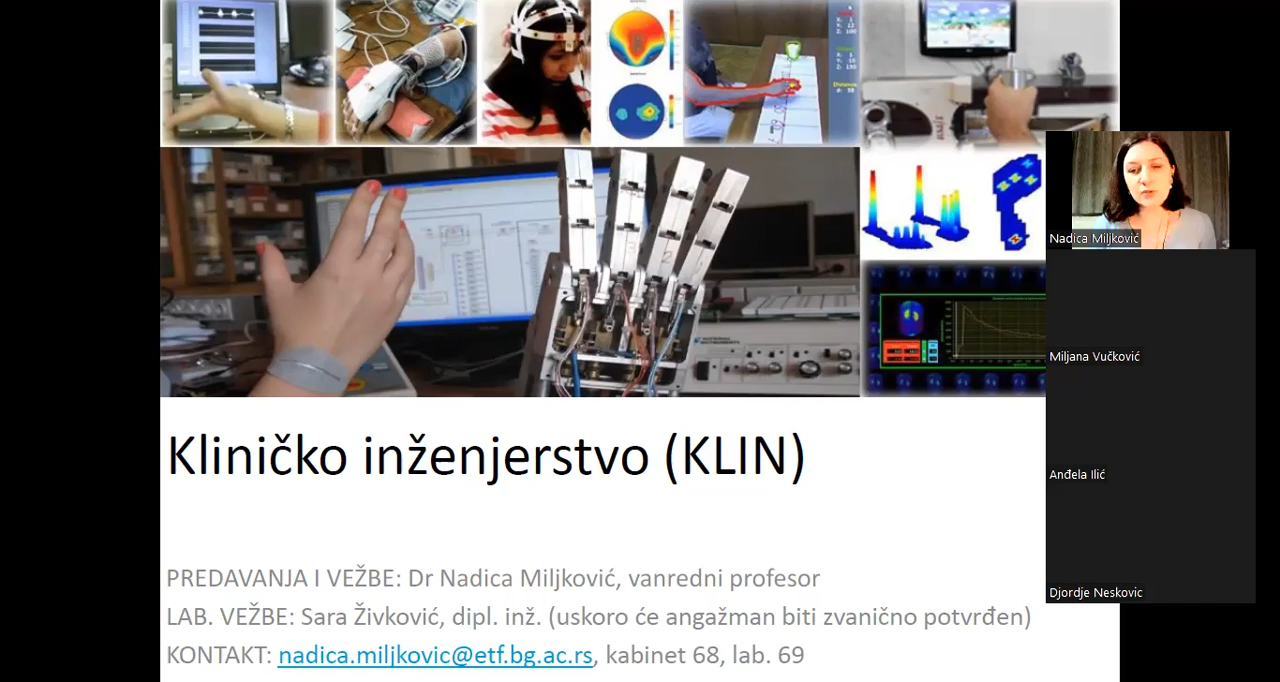 Nadica Miljković
Miljana Vučković
Anđela Ilić
Djordje Neskovic
Kliničko inženjerstvo (KLIN)
PREDAVANJA I VEŽBE: Dr Nadica Miljković, vanredni profesor
LAB. VEŽBE: Sara Živković, dipl. inž. (uskoro će angažman biti zvanično potvrđen)
KONTAKT: nadica.miljkovic@etf.bg.ac.rs, kabinet 68, lab. 69